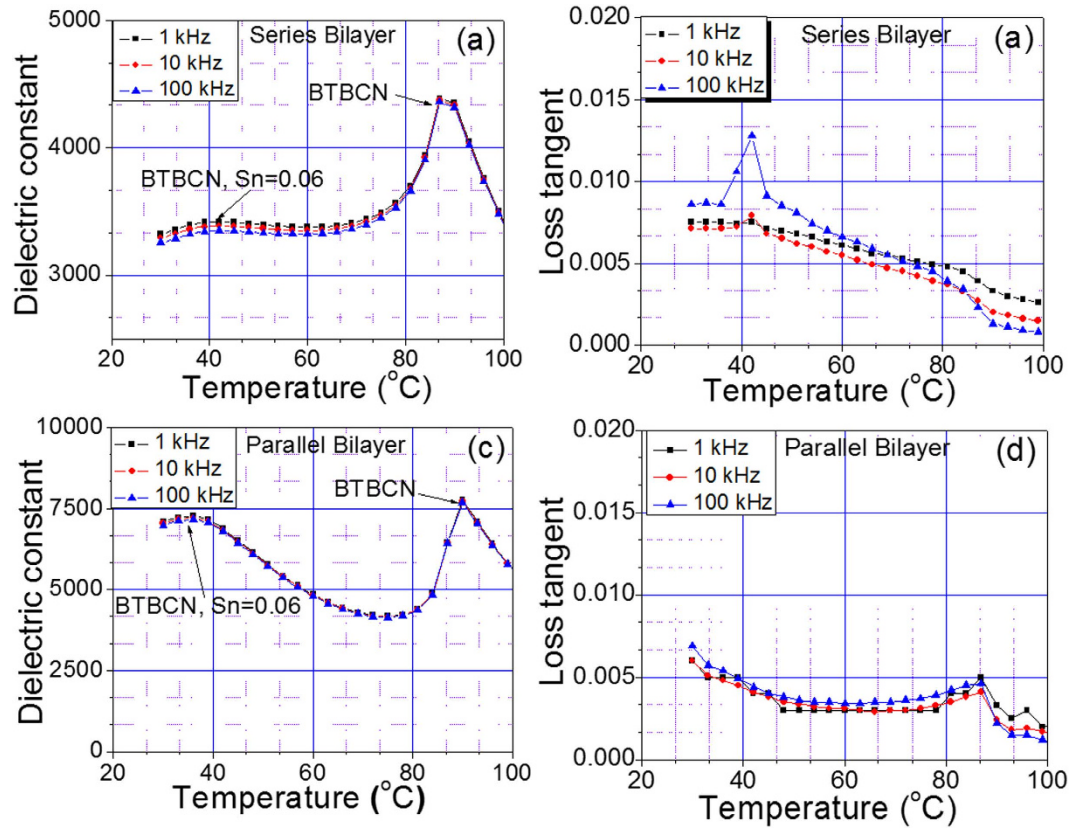 5000
4000
3000
20 40 60 80 100
Dielectric constant
Temperature (°C)
1 kHz
10 kHz
100 kHz
Series Bilayer
(a)
BTBCN
BTBCN, Sn=0.06
0.020
0.015
0.010
0.005
0.000
20 40 60 80 100
Loss tangent
Temperature (°C)
1 kHz
10 kHz
100 kHz
Series Bilayer
(a)
10000
7500
5000
2500
0
20 40 60 80 100
Dielectric constant
Temperature (°C)
1 kHz
10 kHz
100 kHz
Parallel Bilayer
(c)
BTBCN
BTBCN, Sn=0.06
0.020
0.015
0.010
0.005
0.000
20 40 60 80 100
Loss tangent
Temperature (°C)
1 kHz
10 kHz
100 kHz
Parallel Bilayer
(d)